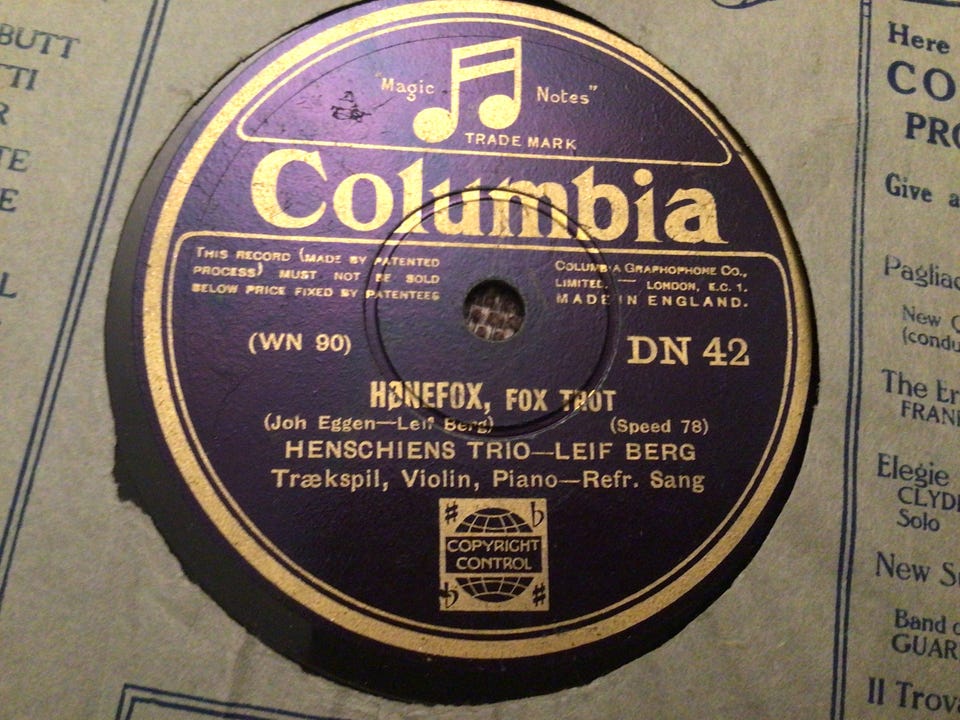 BUTT
"Magic Notes"
TRADE MARK
Columbia
THIS RECORD (MADE BY PATENTED
PROCESS) MUST NOT BE SOLD
BELOW PRICE FIXED BY PATENTEES
COLUMBIA GRAPHOPHONE CO.,
LIMITED. — LONDON, E.C. 1.
MADE IN ENGLAND.
(WN 90)
DN 42
HØNEFOX, FOX TROT
(Joh Eggen—Leif Berg) (Speed 78)
HENSCHIENS TRIO—LEIF BERG
Trækspil, Violin, Piano—Refr. Sang
COPYRIGHT
CONTROL
Here
CO
PRO
Give a
Pagliac
New
(condu
The Er
FRANK
Elegie
CLYDE
Solo
New S
Band o
GUAR
Il Trova